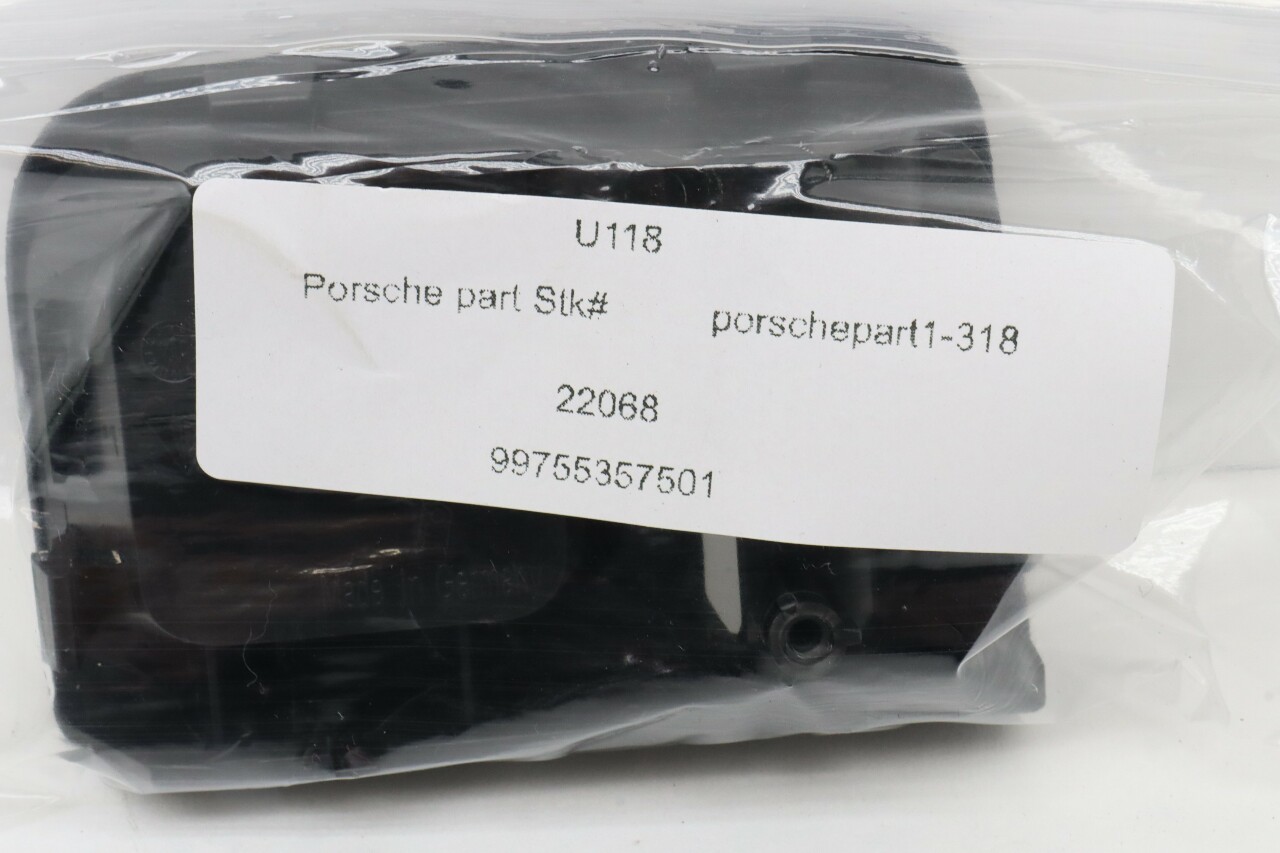 U118
Porsche part Stk# porschepart1-318
22068
99755357501